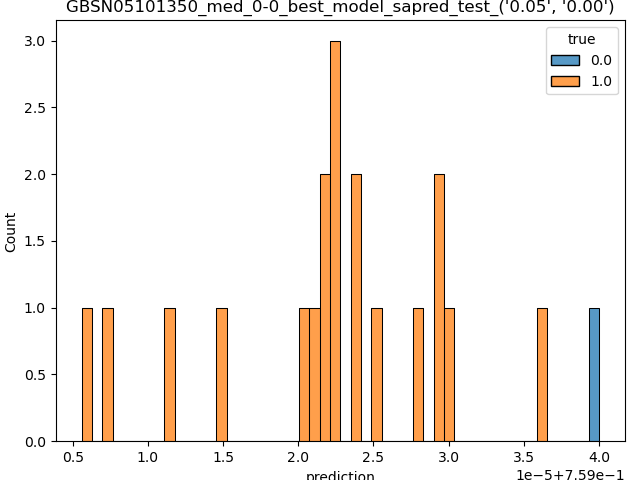 GBSN05101350_med_0-0_best_model_sapred_test_('0.05', '0.00')
3.0
2.5
2.0
1.5
1.0
0.5
0.0
Count
true
0.0
1.0
0.5 1.0 1.5 2.0 2.5 3.0 3.5 4.0
prediction
1e−5+7.59e−1